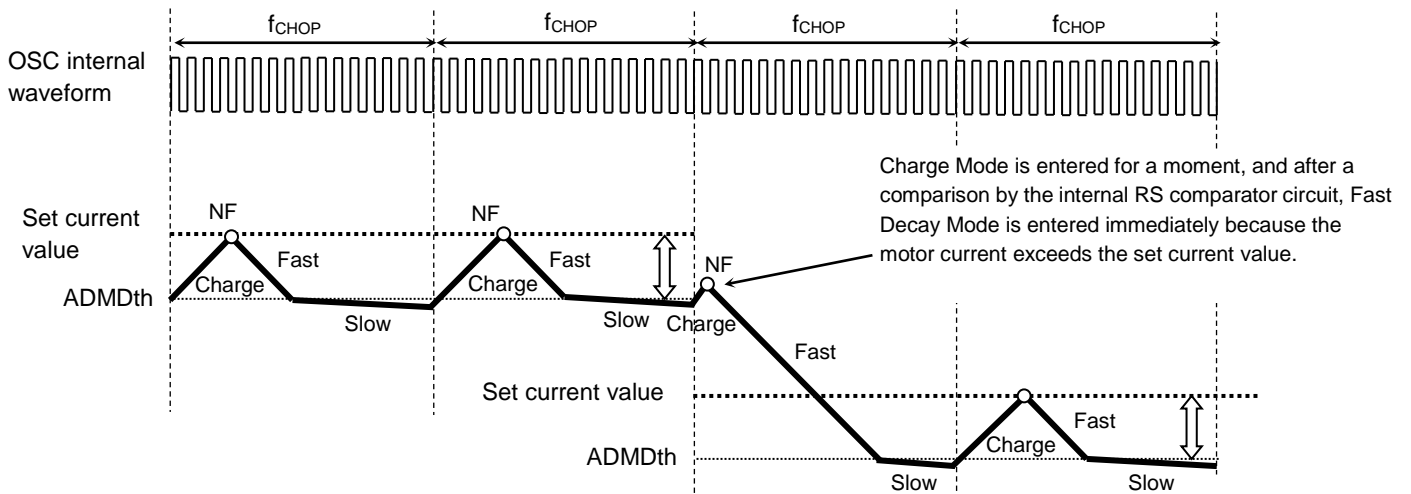 fCHOP fCHOP fCHOP fCHOP
OSC internal
waveform
Charge Mode is entered for a moment, and after a
comparison by the internal RS comparator circuit, Fast
Decay Mode is entered immediately because the
motor current exceeds the set current value.
Set current
value
NF
NF
NF
Fast
Fast
Charge
Charge
ADMDth
Slow
Slow
Charge
Fast
Set current value
Fast
Charge
ADMDth
Slow
Slow